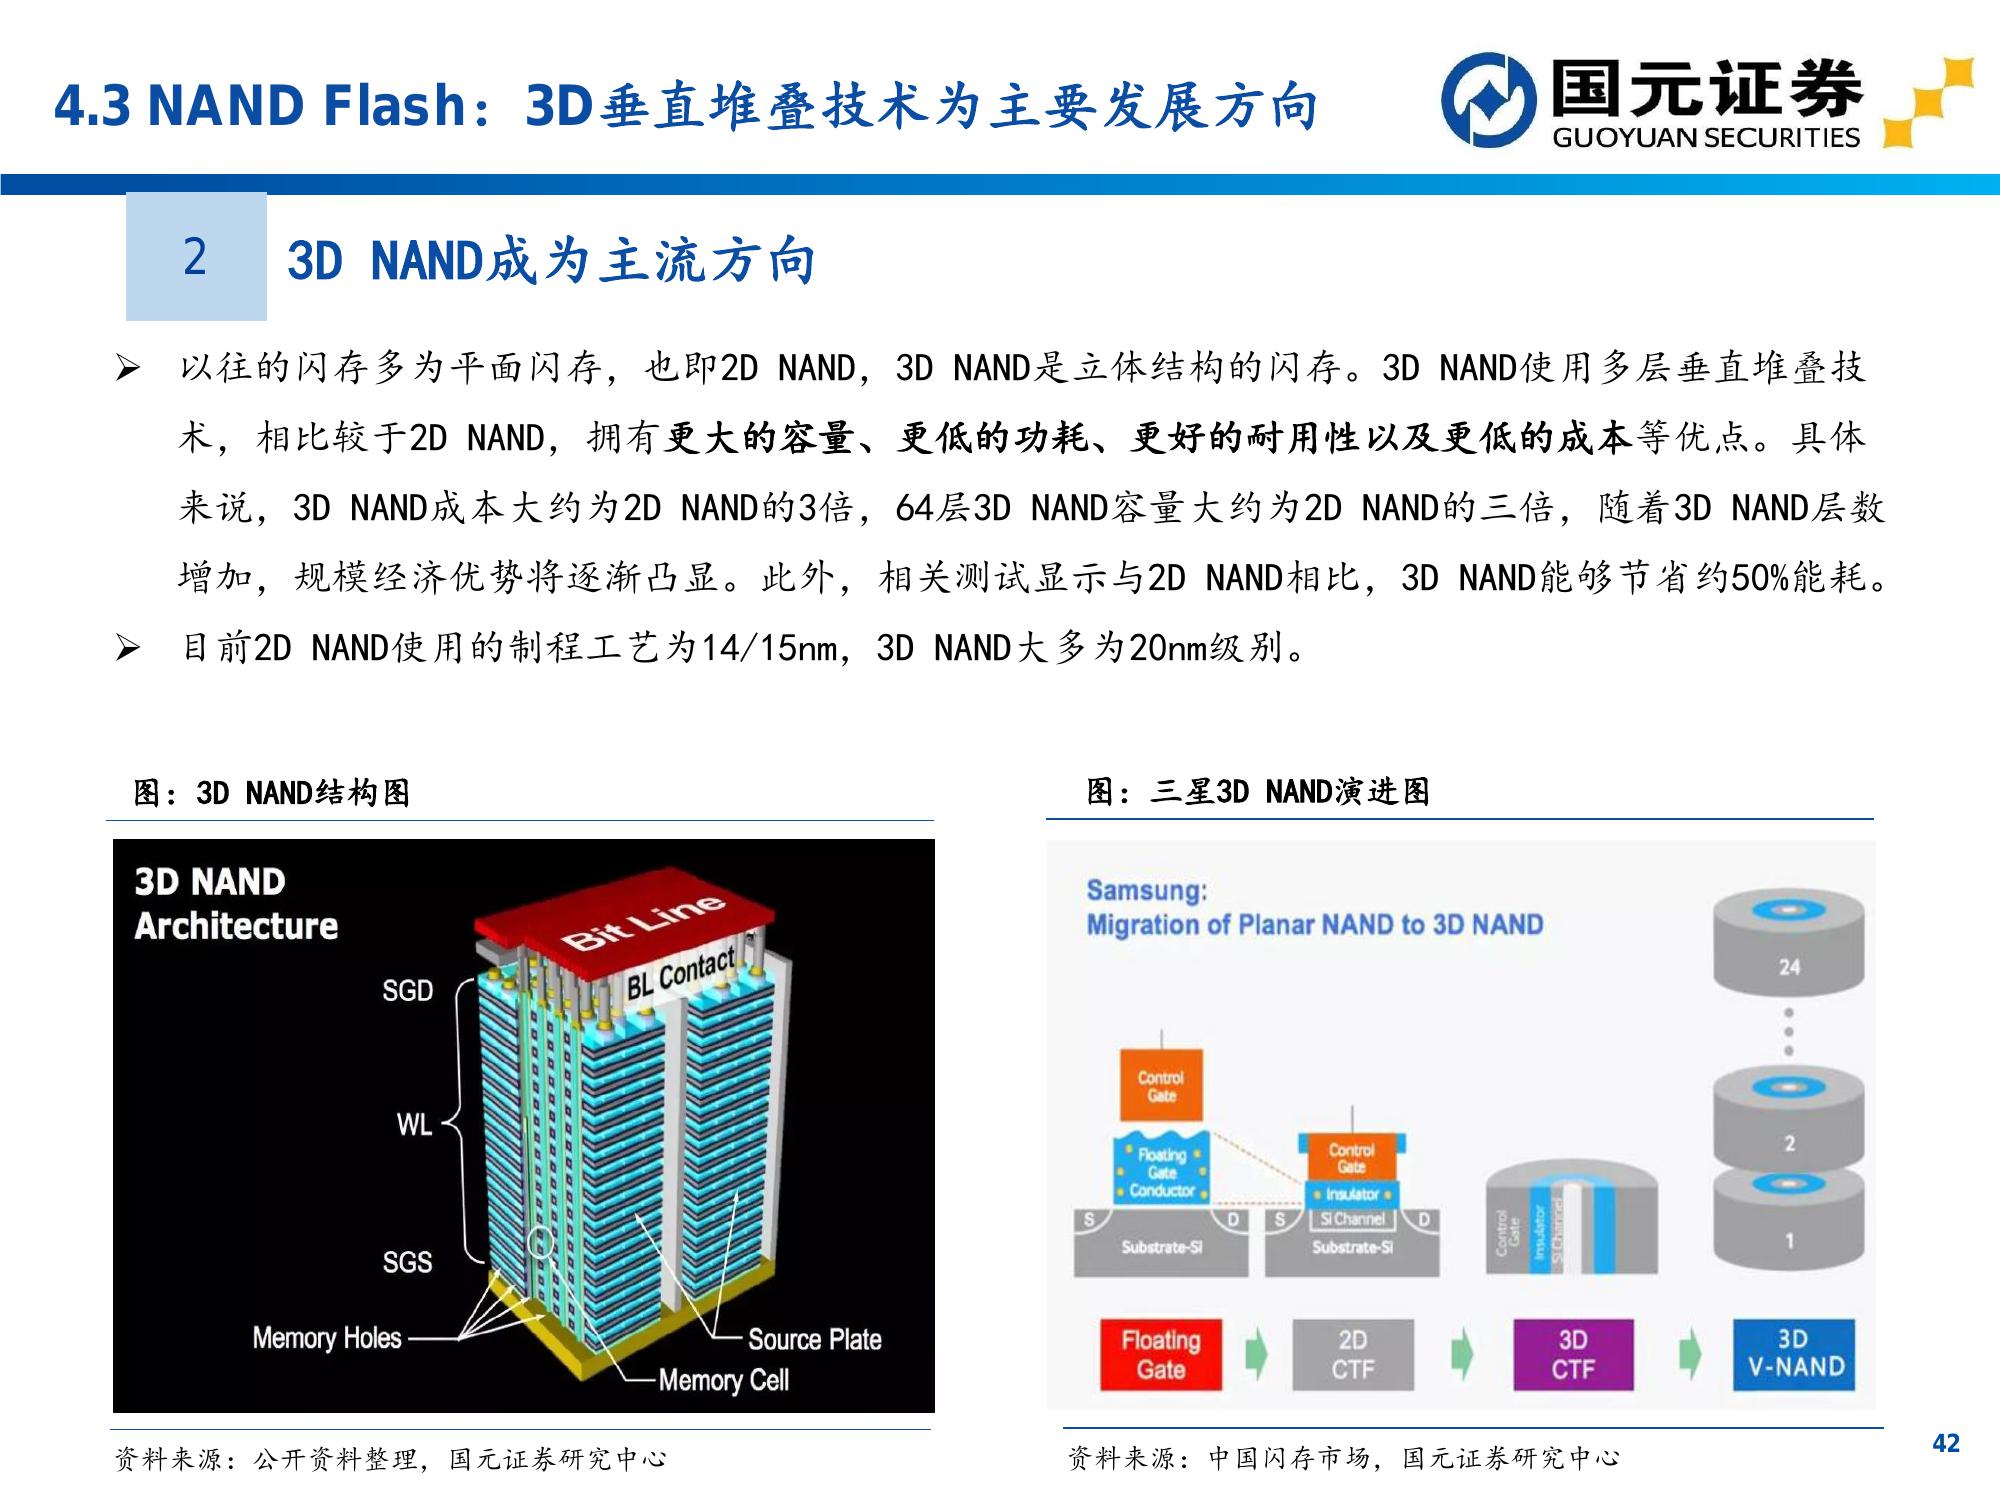 4.3 NAND Flash：3D垂直堆叠技术为主要发展方向
国元证券
GUOYUAN SECURITIES
2
3D NAND成为主流方向
以往的闪存多为平面闪存，也即2D NAND，3D NAND是立体结构的闪存。3D NAND使用多层垂直堆叠技
术，相比较于2D NAND，拥有更大的容量、更低的功耗、更好的耐用性以及更低的成本等优点。具体
来说，3D NAND成本大约为2D NAND的3倍，64层3D NAND容量大约为2D NAND的三倍，随着3D NAND层数
增加，规模经济优势将逐渐凸显。此外，相关测试显示与2D NAND相比，3D NAND能够节省约50%能耗。
目前2D NAND使用的制程工艺为14/15nm，3D NAND大多为20nm级别。
图：3D NAND结构图
3D NAND
Architecture
Bit Line
BL Contact
SGD
WL
SGS
Memory Holes
Source Plate
Memory Cell
资料来源：公开资料整理，国元证券研究中心
图：三星3D NAND演进图
Samsung:
Migration of Planar NAND to 3D NAND
24
2
1
Control
Gate
Floating
Gate
Conductor
S
D
Substrate-Si
Control
Gate
Insulator
S
Si Channel
D
Substrate-Si
Control
Gate
Insulator
Si Channel
Floating
Gate
2D
CTF
3D
CTF
3D
V-NAND
资料来源：中国闪存市场，国元证券研究中心
42